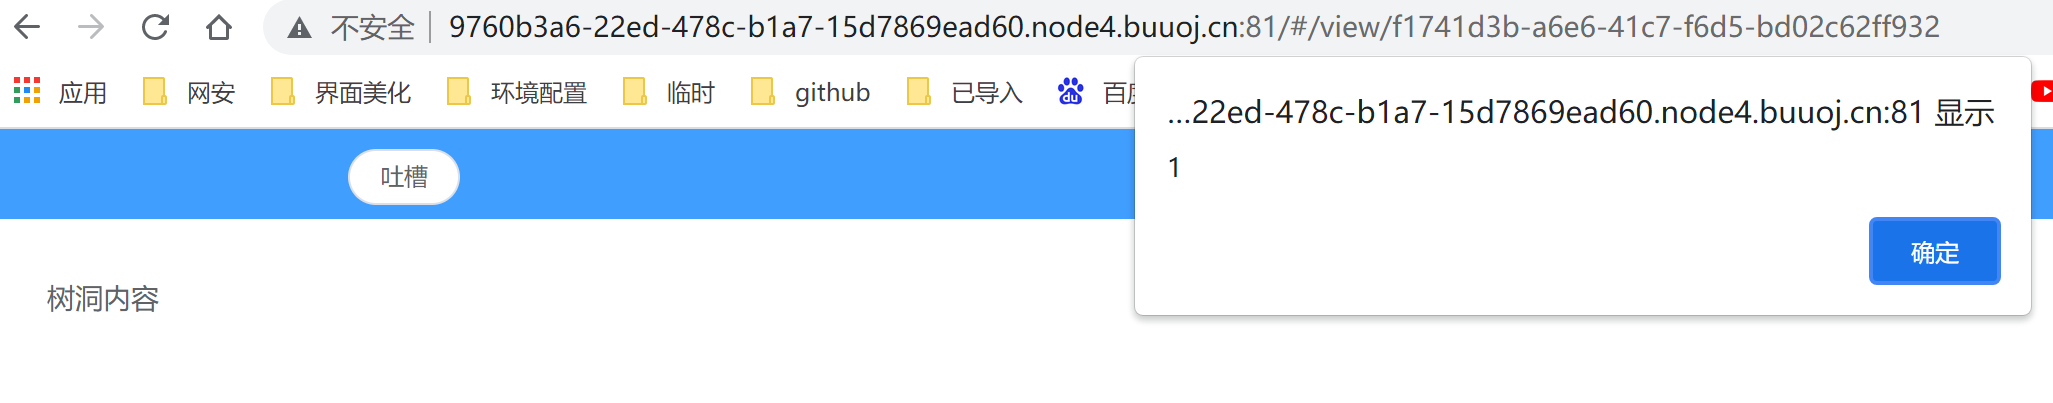 不安全 9760b3a6-22ed-478c-b1a7-15d7869ead60.node4.buuoj.cn:81/#/view/f1741d3b-a6e6-41c7-f6d5-bd02c62ff932
应用 网安 界面美化 环境配置 临时 github 已导入 百度
...22ed-478c-b1a7-15d7869ead60.node4.buuoj.cn:81 显示
1
确定
吐槽
树洞内容